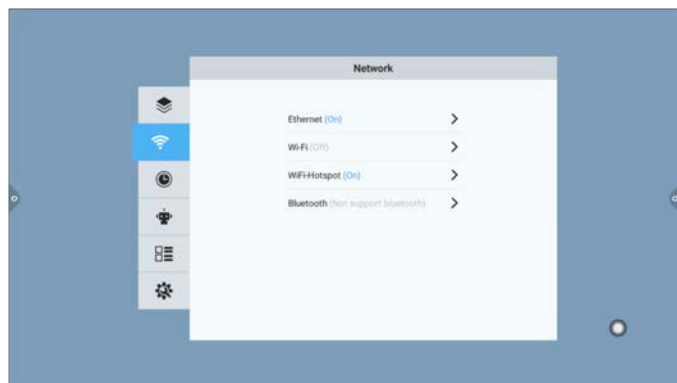 Network
Ethernet (On)
Wi-Fi (Off)
WiFi-Hotspot (On)
Bluetooth (Not support bluetooth)